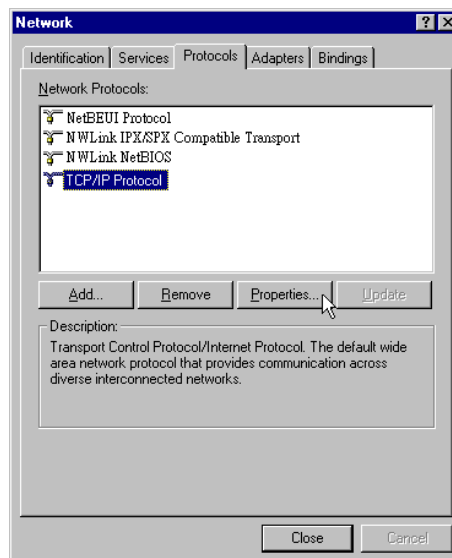 Network
Identification Services Protocols Adapters Bindings
Network Protocols:
NetBEUI Protocol
NWLink IPX/SPX Compatible Transport
NWLink NetBIOS
TCP/IP Protocol
Add... Remove Properties... Update
Description:
Transport Control Protocol/Internet Protocol. The default wide
area network protocol that provides communication across
diverse interconnected networks.
Close Cancel